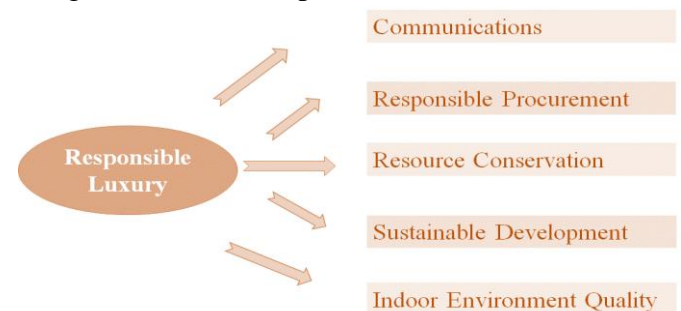 Communications
Responsible Procurement
Responsible
Luxury
Resource Conservation
Sustainable Development
Indoor Environment Quality